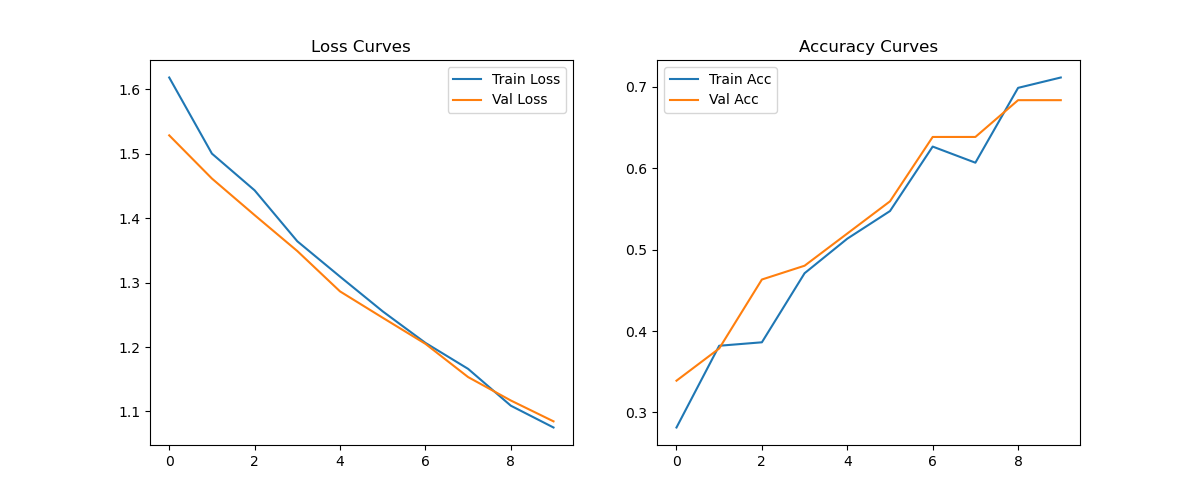 Loss Curves
Train Loss
Val Loss
1.6
1.5
1.4
1.3
1.2
1.1
0 2 4 6 8
Accuracy Curves
Train Acc
Val Acc
0.7
0.6
0.5
0.4
0.3
0 2 4 6 8